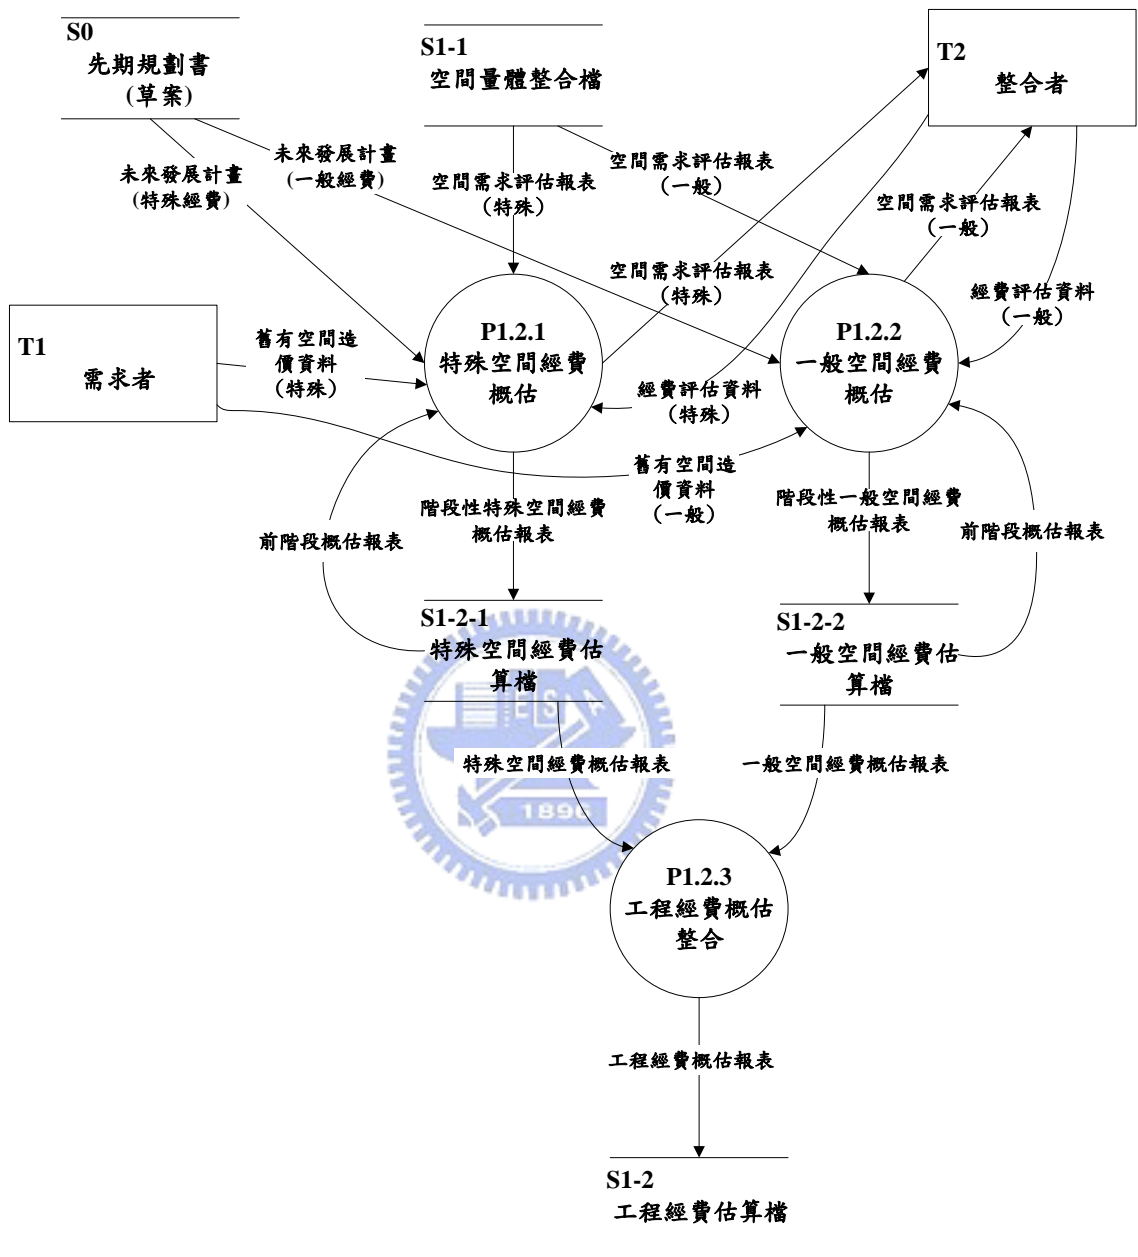 S0
先期規劃書
(草案)
S1-1
空間量體整合檔
T2
整合者
未來發展計畫
(特殊經費)
未來發展計畫
(一般經費)
空間需求評估報表
（特殊）
空間需求評估報表
（一般）
空間需求評估報表
（一般）
空間需求評估報表
（特殊）
經費評估資料
（一般）
T1
需求者
舊有空間造
價資料
（特殊）
P1.2.1
特殊空間經費
概估
經費評估資料
（特殊）
P1.2.2
一般空間經費
概估
舊有空間造
價資料
（一般）
前階段概估報表
階段性特殊空間經費
概估報表
階段性一般空間經費
概估報表
前階段概估報表
S1-2-1
特殊空間經費估
算檔
S1-2-2
一般空間經費估
算檔
特殊空間經費概估報表
一般空間經費概估報表
1896
P1.2.3
工程經費概估
整合
工程經費概估報表
S1-2
工程經費估算檔